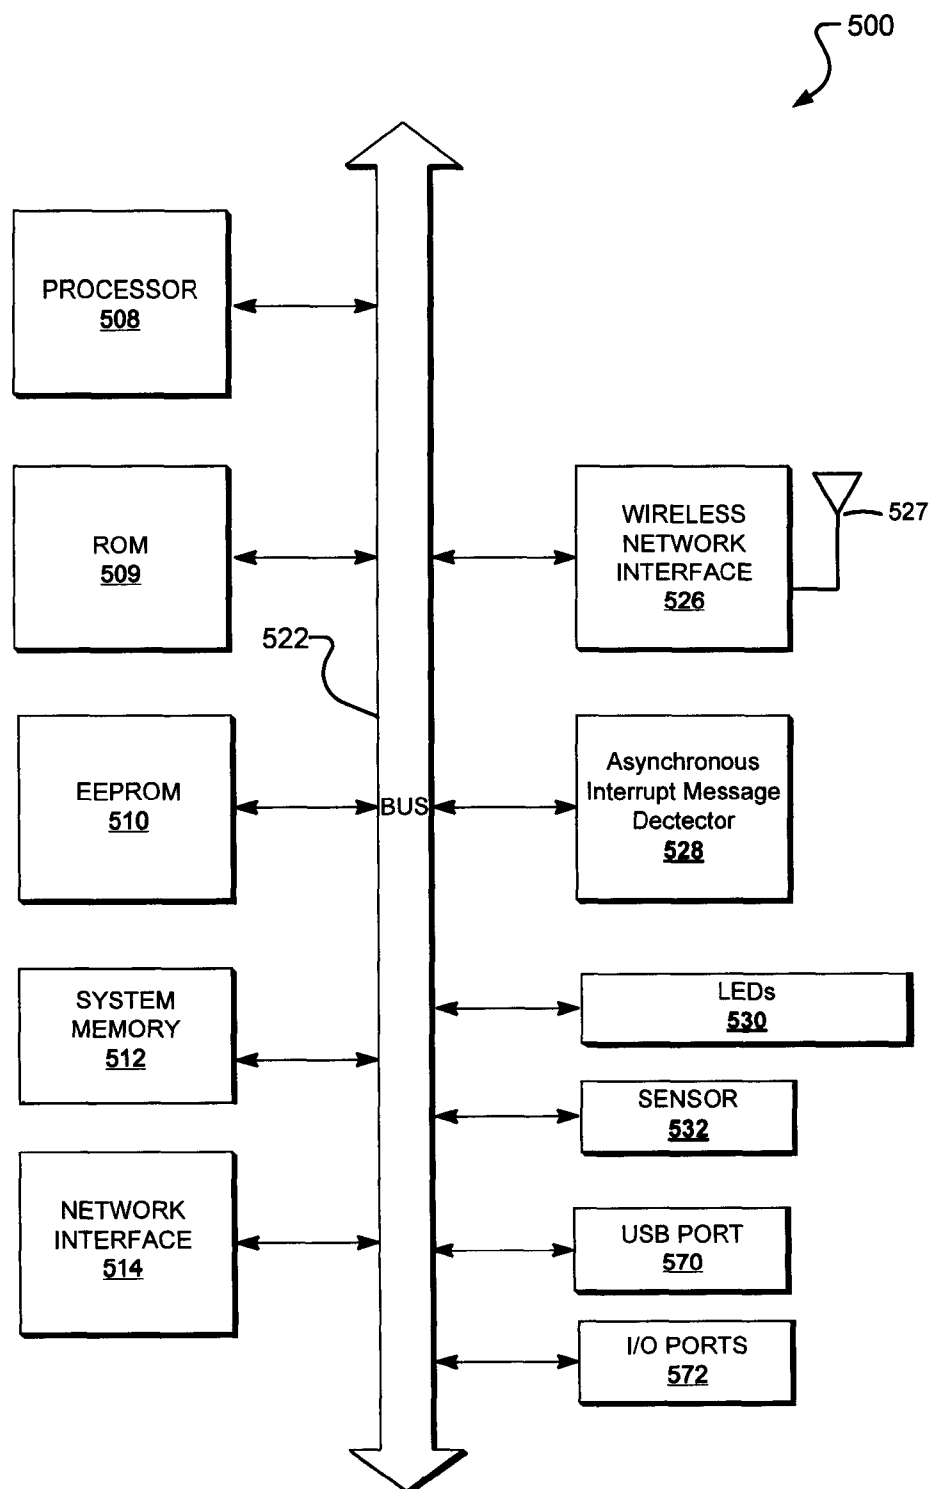 500
PROCESSOR
508
ROM
509
WIRELESS
NETWORK
INTERFACE
526
527
522
EEPROM
510
BUS
Asynchronous
Interrupt Message
Dectector
528
SYSTEM
MEMORY
512
LEDs
530
SENSOR
532
NETWORK
INTERFACE
514
USB PORT
570
I/O PORTS
572